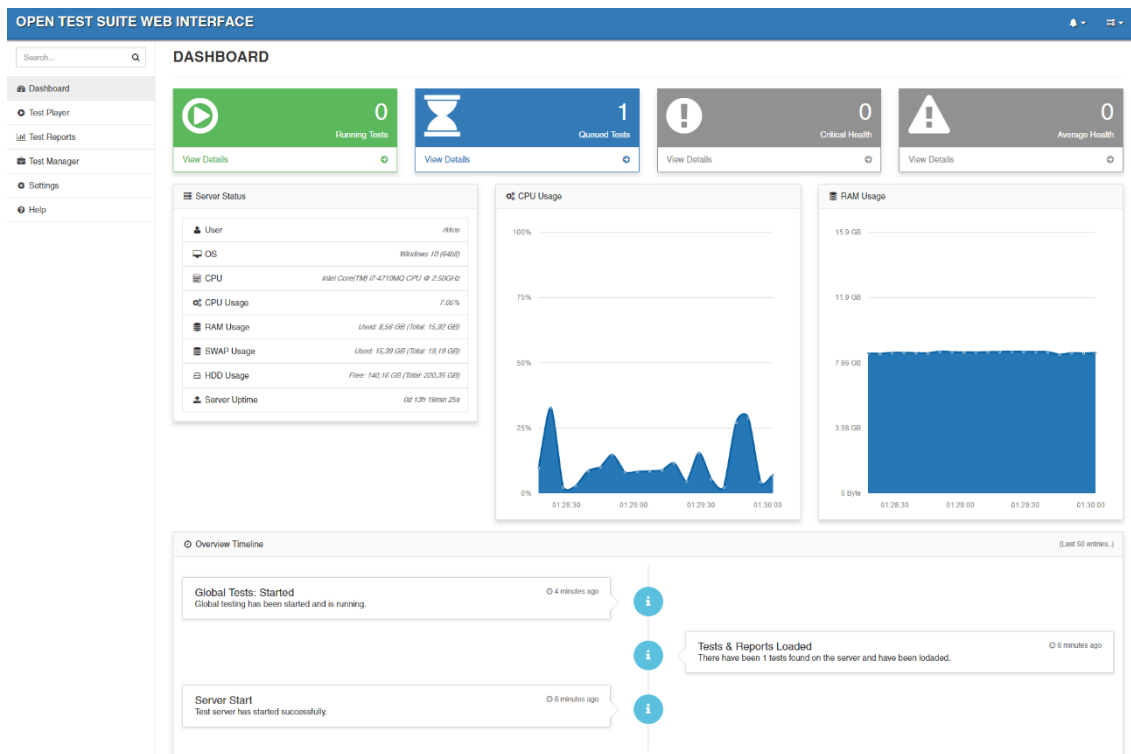 OPEN TEST SUITE WEB INTERFACE
Search...
DASHBOARD
Dashboard
Test Player
Test Reports
Test Manager
Settings
Help
0
Running Tests
View Details
1
Queued Tests
View Details
0
Critical Health
View Details
0
Average Health
View Details
Server Status
User rkkos
OS Windows 10 (64bit)
CPU Intel Core(TM) i7-4710MQ CPU @ 2.50GHz
CPU Usage 7.05%
RAM Usage Used: 8,56 GB (Total: 15,92 GB)
SWAP Usage Used: 15,39 GB (Total: 19,19 GB)
HDD Usage Free: 140,16 GB (Total: 220,35 GB)
Server Uptime 0d 13h 19min 25s
CPU Usage
100%
75%
50%
25%
0%
01:28:30 01:29:00 01:29:30 01:30:00
RAM Usage
15.9 GB
11.9 GB
7.95 GB
3.98 GB
0 Byte
01:28:30 01:29:00 01:29:30 01:30:00
Overview Timeline (Last 50 entries..)
Global Tests: Started 4 minutes ago
Global testing has been started and is running.
Tests & Reports Loaded 6 minutes ago
There have been 1 tests found on the server and have been lodaded.
Server Start 6 minutes ago
Test server has started successfully.